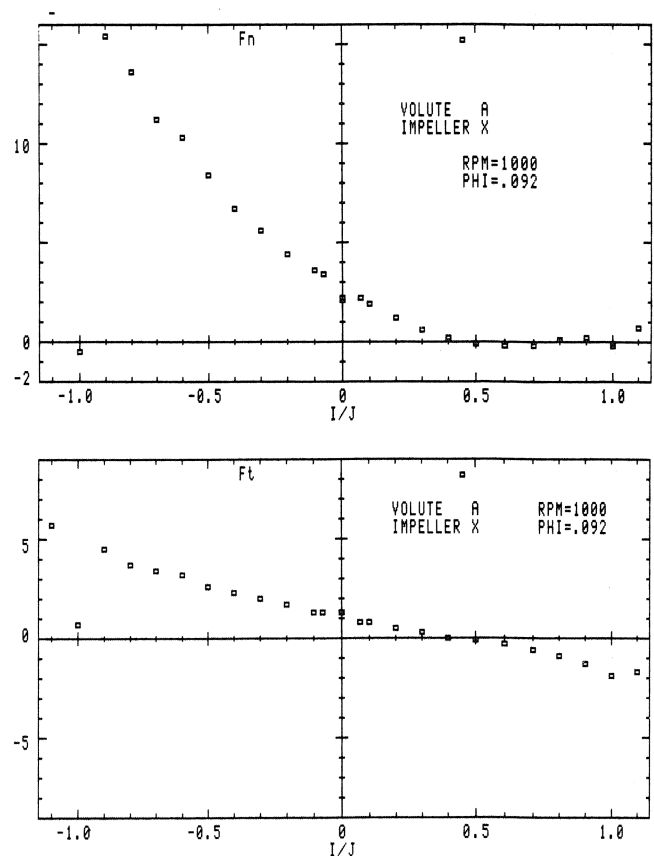 Fn
VOLUTE A
IMPELLER X
RPM=1000
PHI=.092
10
0
-2
-1.0 -0.5 0 0.5 1.0
I/J
Ft
VOLUTE A RPM=1000
IMPELLER X PHI=.092
5
0
-5
-1.0 -0.5 0 0.5 1.0
I/J